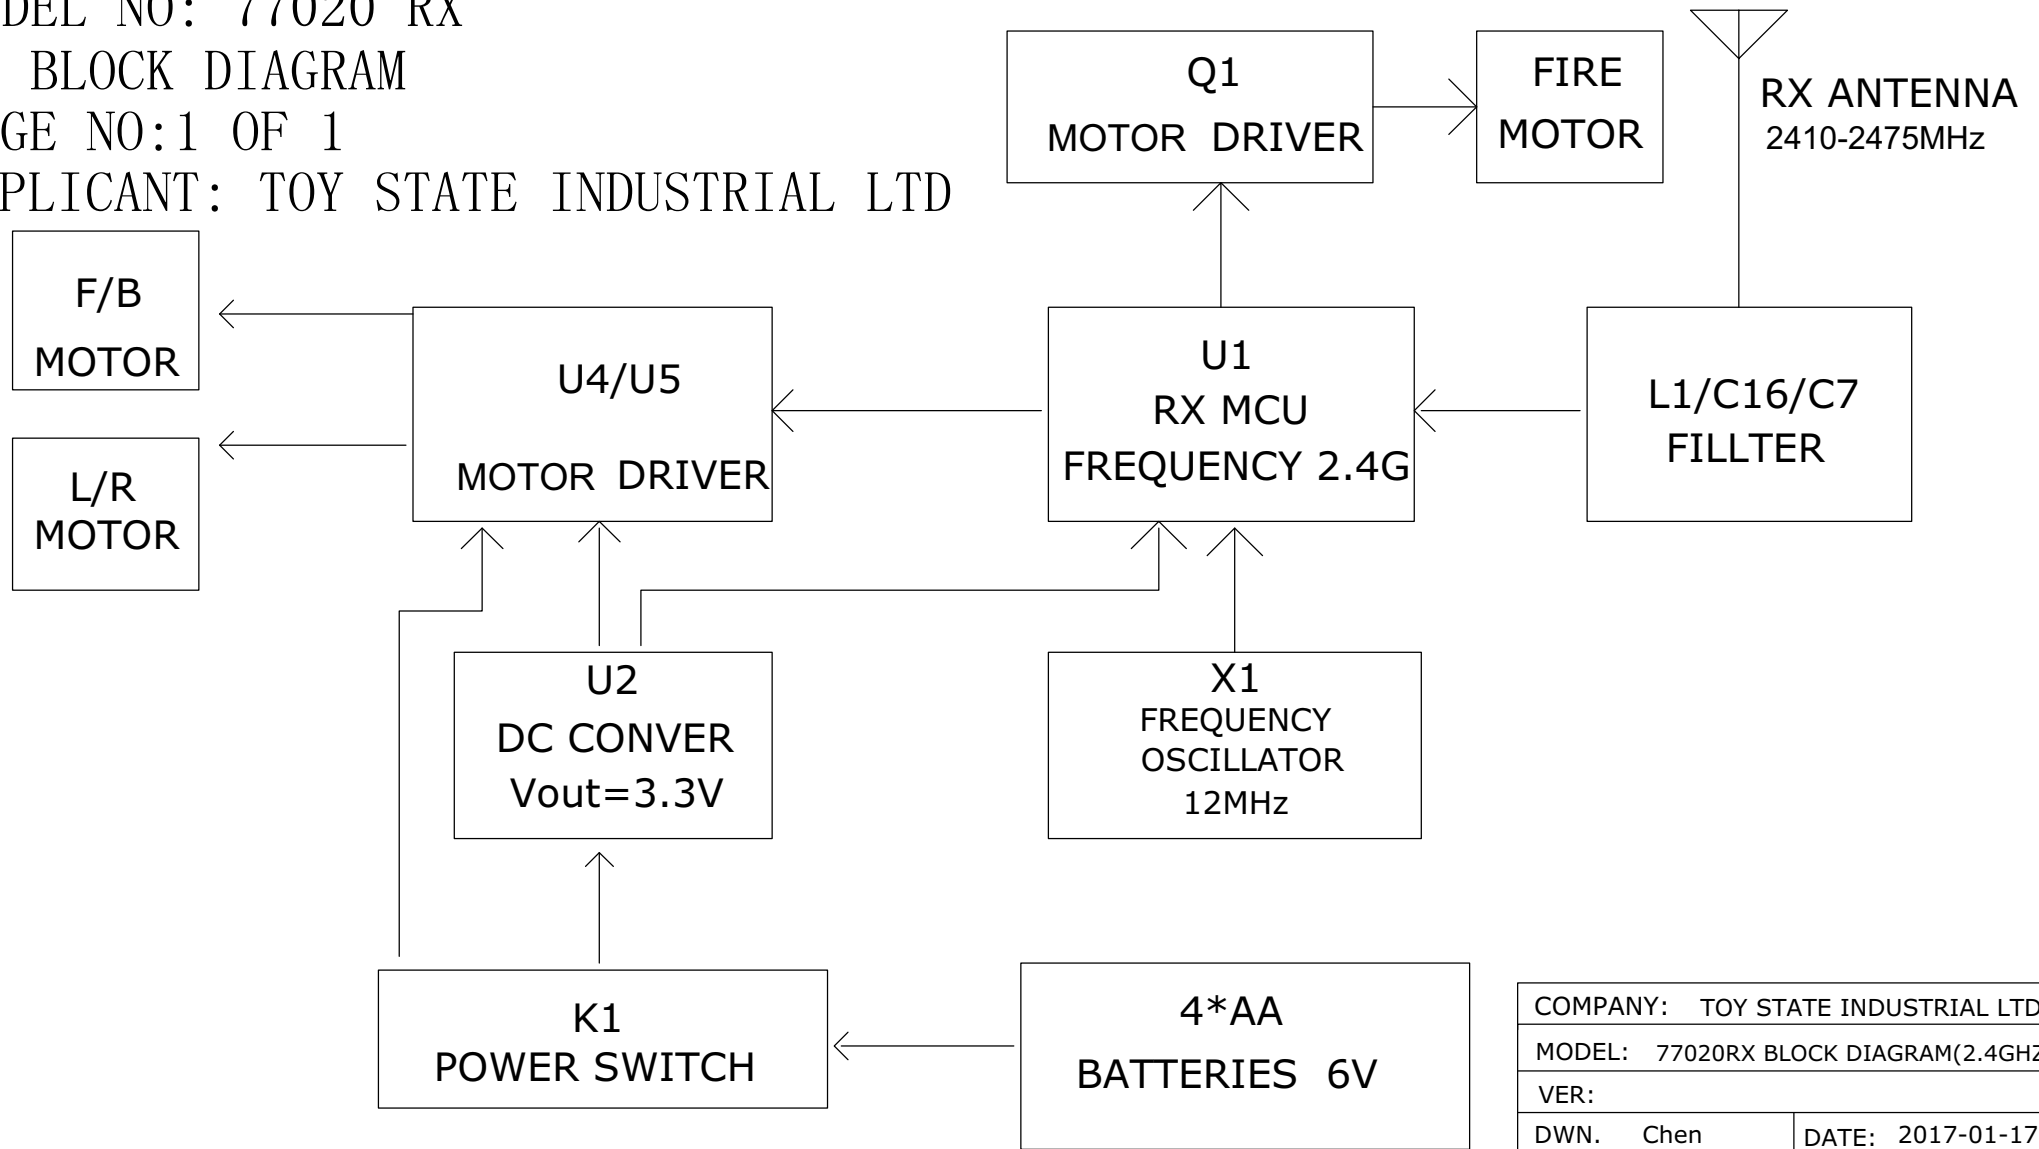 DEL NO: 77020 RX
BLOCK DIAGRAM
GE NO:1 OF 1
PLICANT: TOY STATE INDUSTRIAL LTD
Q1
MOTOR DRIVER
FIRE
MOTOR
RX ANTENNA
2410-2475MHz
F/B
MOTOR
L/R
MOTOR
U4/U5
MOTOR DRIVER
U1
RX MCU
FREQUENCY 2.4G
L1/C16/C7
FILLTER
U2
DC CONVER
Vout=3.3V
X1
FREQUENCY
OSCILLATOR
12MHz
K1
POWER SWITCH
4*AA
BATTERIES 6V
COMPANY: TOY STATE INDUSTRIAL LTD
MODEL: 77020RX BLOCK DIAGRAM(2.4GHZ
VER:
DWN. Chen DATE: 2017-01-17